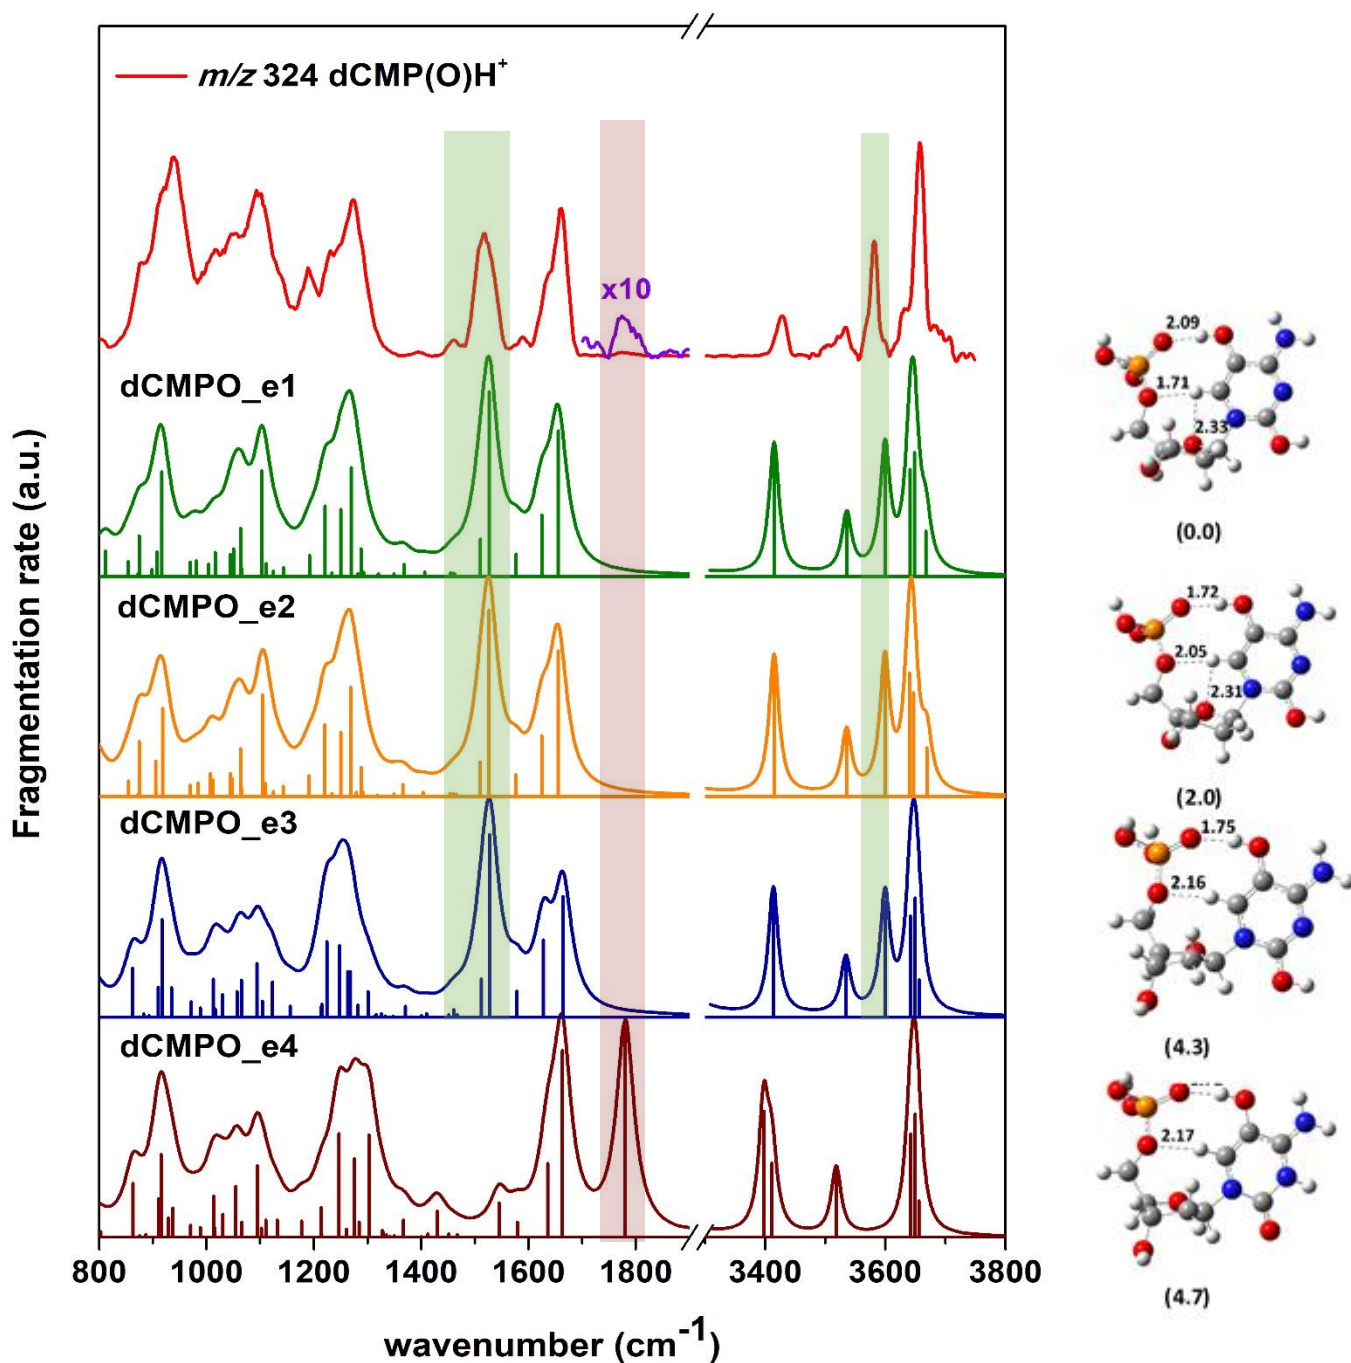 m/z 324 dCMP(O)H+
x10
dCMPO_e1
dCMPO_e2
dCMPO_e3
dCMPO_e4
Fragmentation rate (a.u.)
800 1000 1200 1400 1600 1800 3400 3600 3800
wavenumber (cm-1)
2.09
1.71
2.33
(0.0)
1.72
2.05
2.31
(2.0)
1.75
2.16
(4.3)
2.17
(4.7)